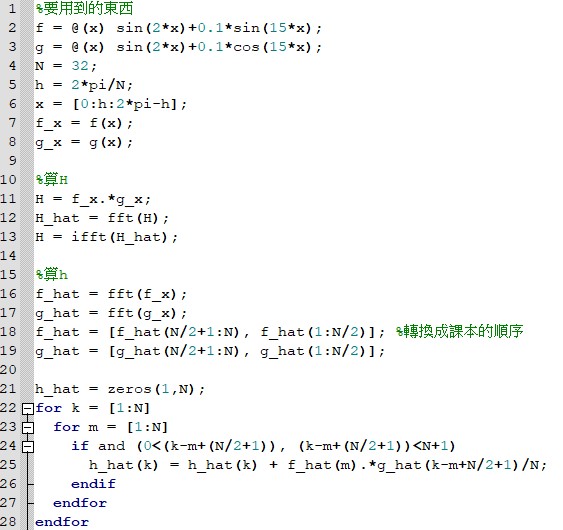 1 %要用到的東西
2 f = @(x) sin(2*x)+0.1*sin(15*x);
3 g = @(x) sin(2*x)+0.1*cos(15*x);
4 N = 32;
5 h = 2*pi/N;
6 x = [0:h:2*pi-h];
7 f_x = f(x);
8 g_x = g(x);
9
10 %算H
11 H = f_x.*g_x;
12 H_hat = fft(H);
13 H = ifft(H_hat);
14
15 %算h
16 f_hat = fft(f_x);
17 g_hat = fft(g_x);
18 f_hat = [f_hat(N/2+1:N), f_hat(1:N/2)]; %轉換成課本的順序
19 g_hat = [g_hat(N/2+1:N), g_hat(1:N/2)];
20
21 h_hat = zeros(1,N);
22 for k = [1:N]
23   for m = [1:N]
24     if and (0<(k-m+(N/2+1)), (k-m+(N/2+1))<N+1)
25       h_hat(k) = h_hat(k) + f_hat(m).*g_hat(k-m+N/2+1)/N;
26     endif
27   endfor
28 endfor